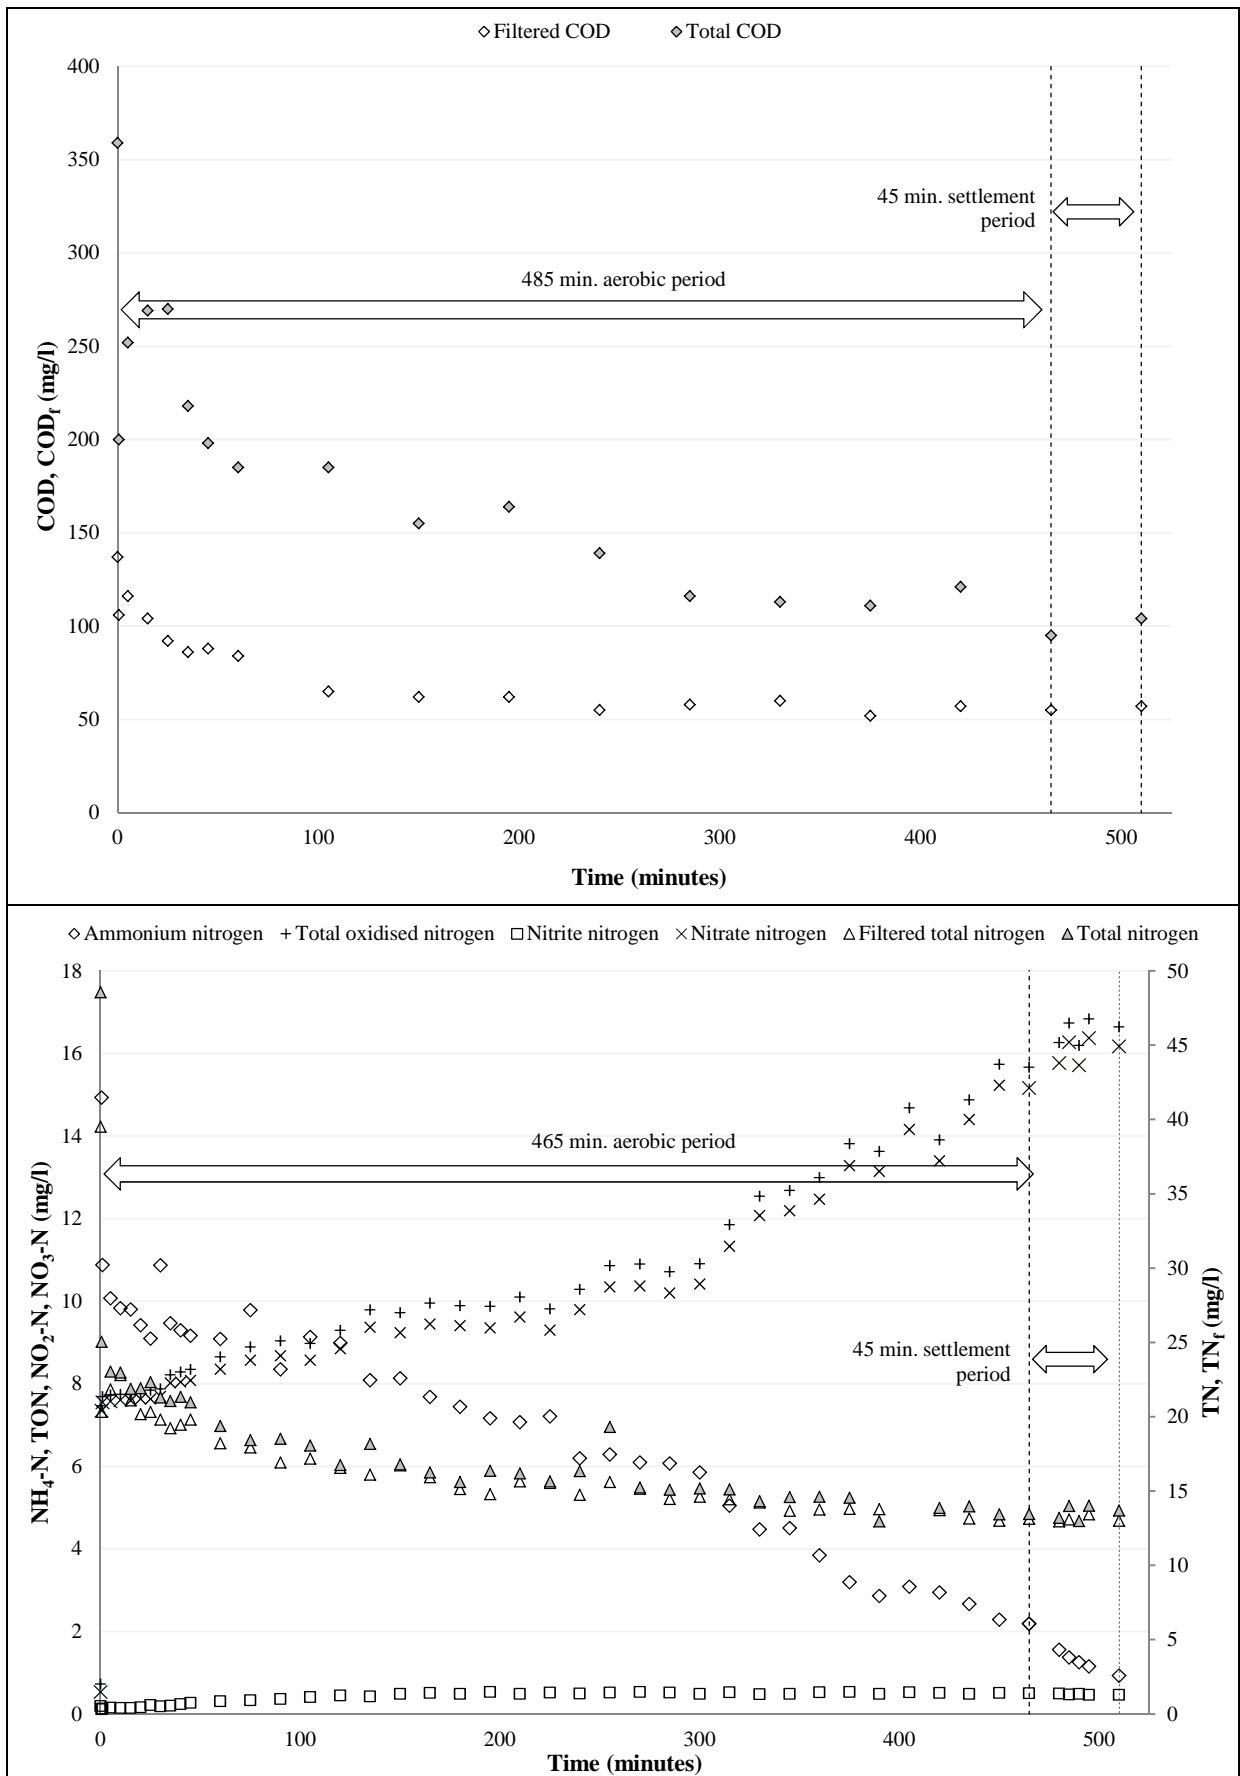 Filtered COD Total COD
400
350
300
250
200
150
100
50
0
COD, CODf (mg/l)
45 min. settlement
period
485 min. aerobic period
0 100 200 300 400 500
Time (minutes)
Ammonium nitrogen Total oxidised nitrogen Nitrite nitrogen Nitrate nitrogen Filtered total nitrogen Total nitrogen
18
16
14
12
10
8
6
4
2
0
NH4-N, TON, NO2-N, NO3-N (mg/l)
465 min. aerobic period
45 min. settlement
period
50
45
40
35
30
25
20
15
10
5
0
TN, TNf (mg/l)
0 100 200 300 400 500
Time (minutes)